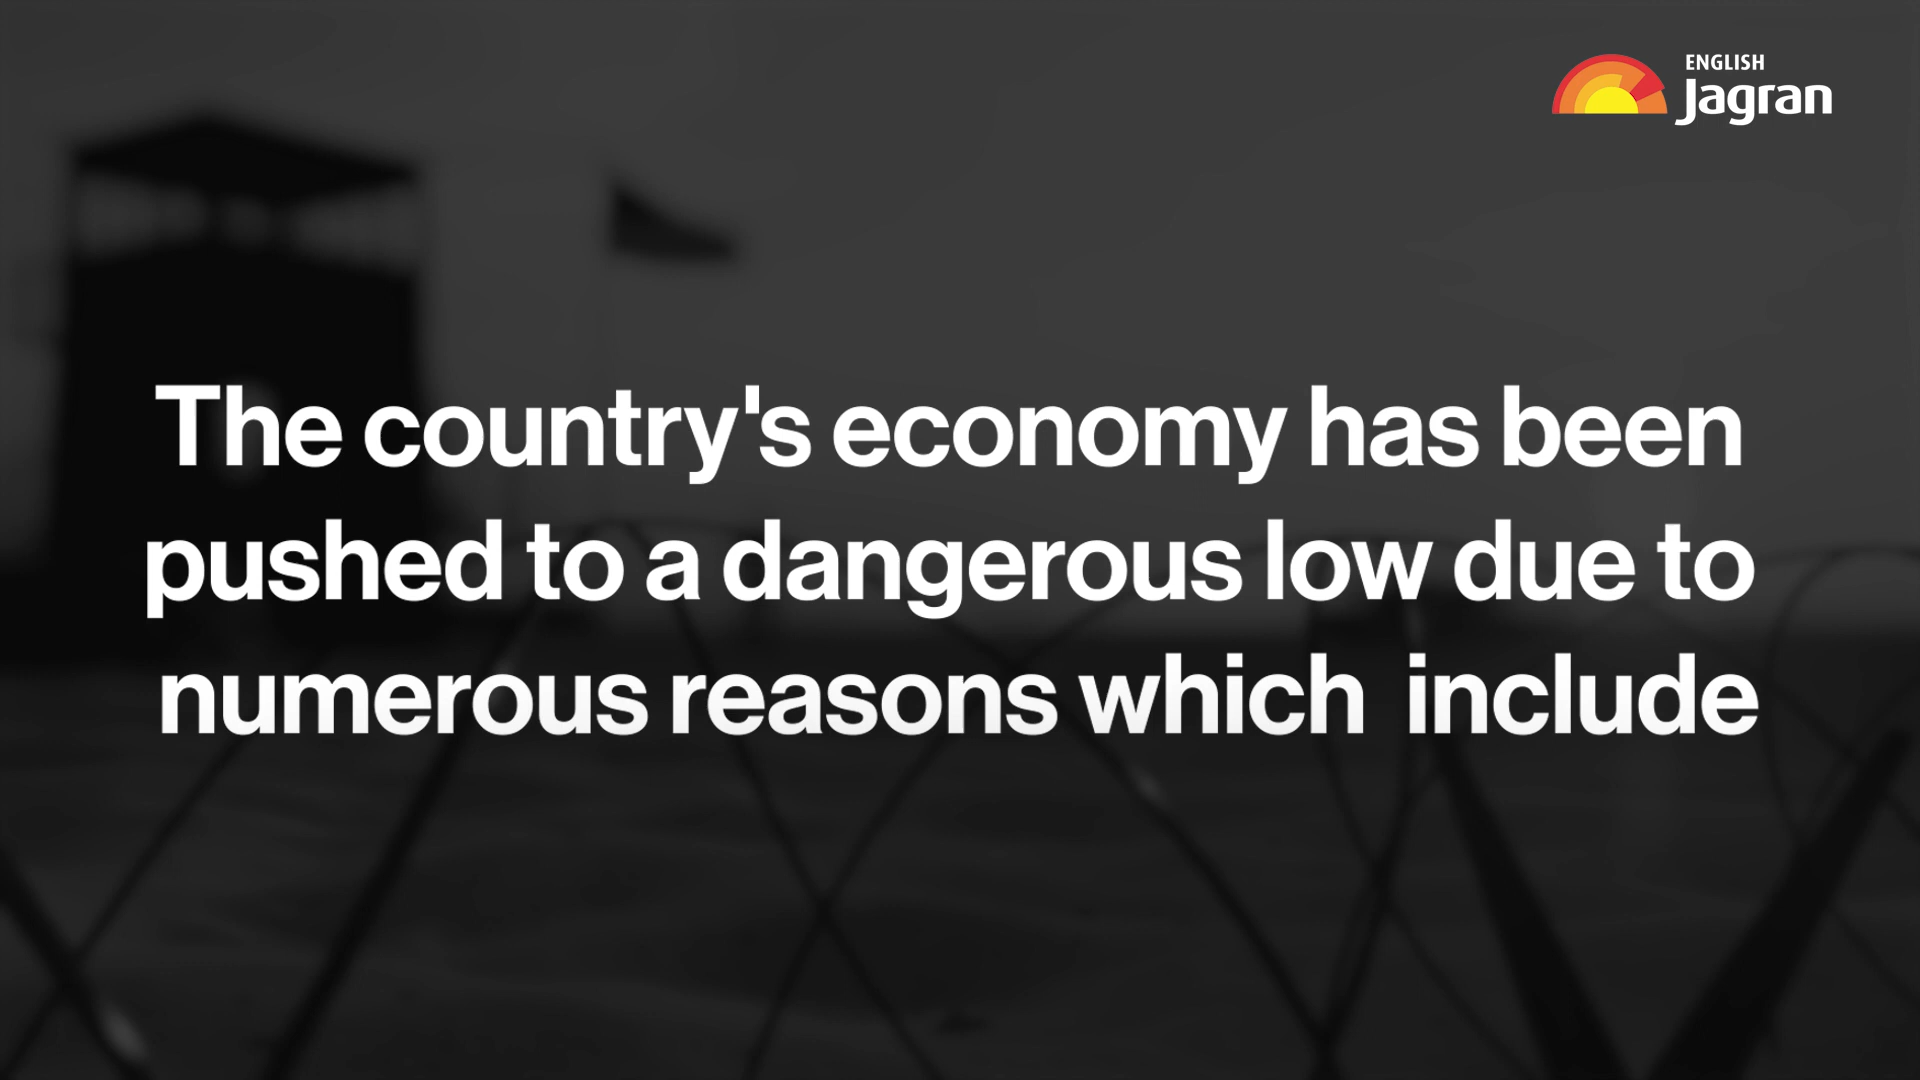 ENGLISH
Jagran
The country's economy has been
pushed to a dangerous low due to
numerous reasons which  include